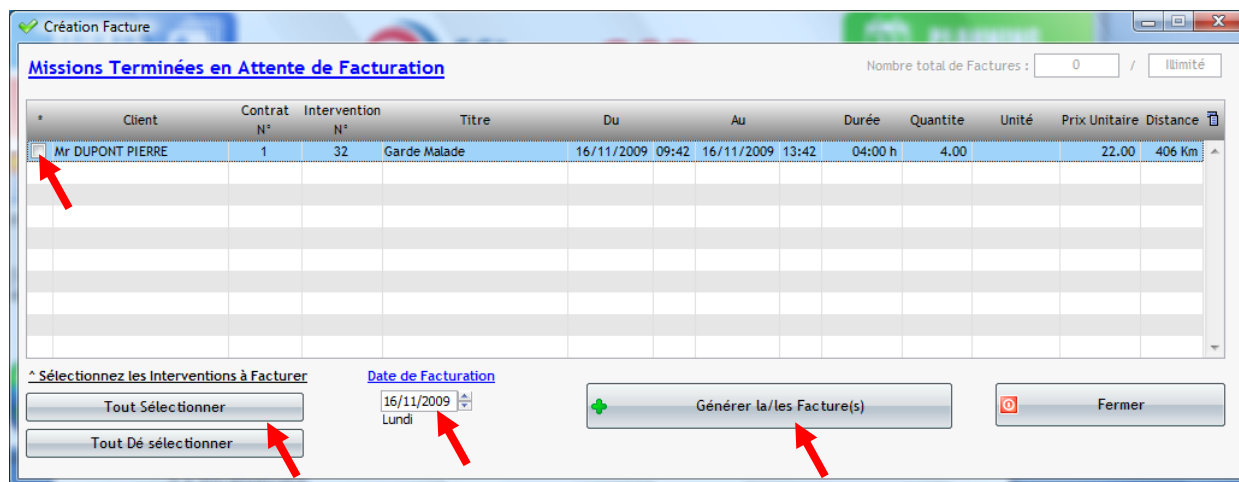 Création Facture
Missions Terminées en Attente de Facturation
Nombre total de Factures : 0 / Illimité
* Client Contrat N° Intervention N° Titre Du Au Durée Quantite Unité Prix Unitaire Distance
Mr DUPONT PIERRE 1 32 Garde Malade 16/11/2009 09:42 16/11/2009 13:42 04:00 h 4.00 22.00 406 Km
^ Sélectionnez les Interventions à Facturer
Date de Facturation
Tout Sélectionner
16/11/2009
Lundi
Générer la/les Facture(s)
Fermer
Tout Dé sélectionner